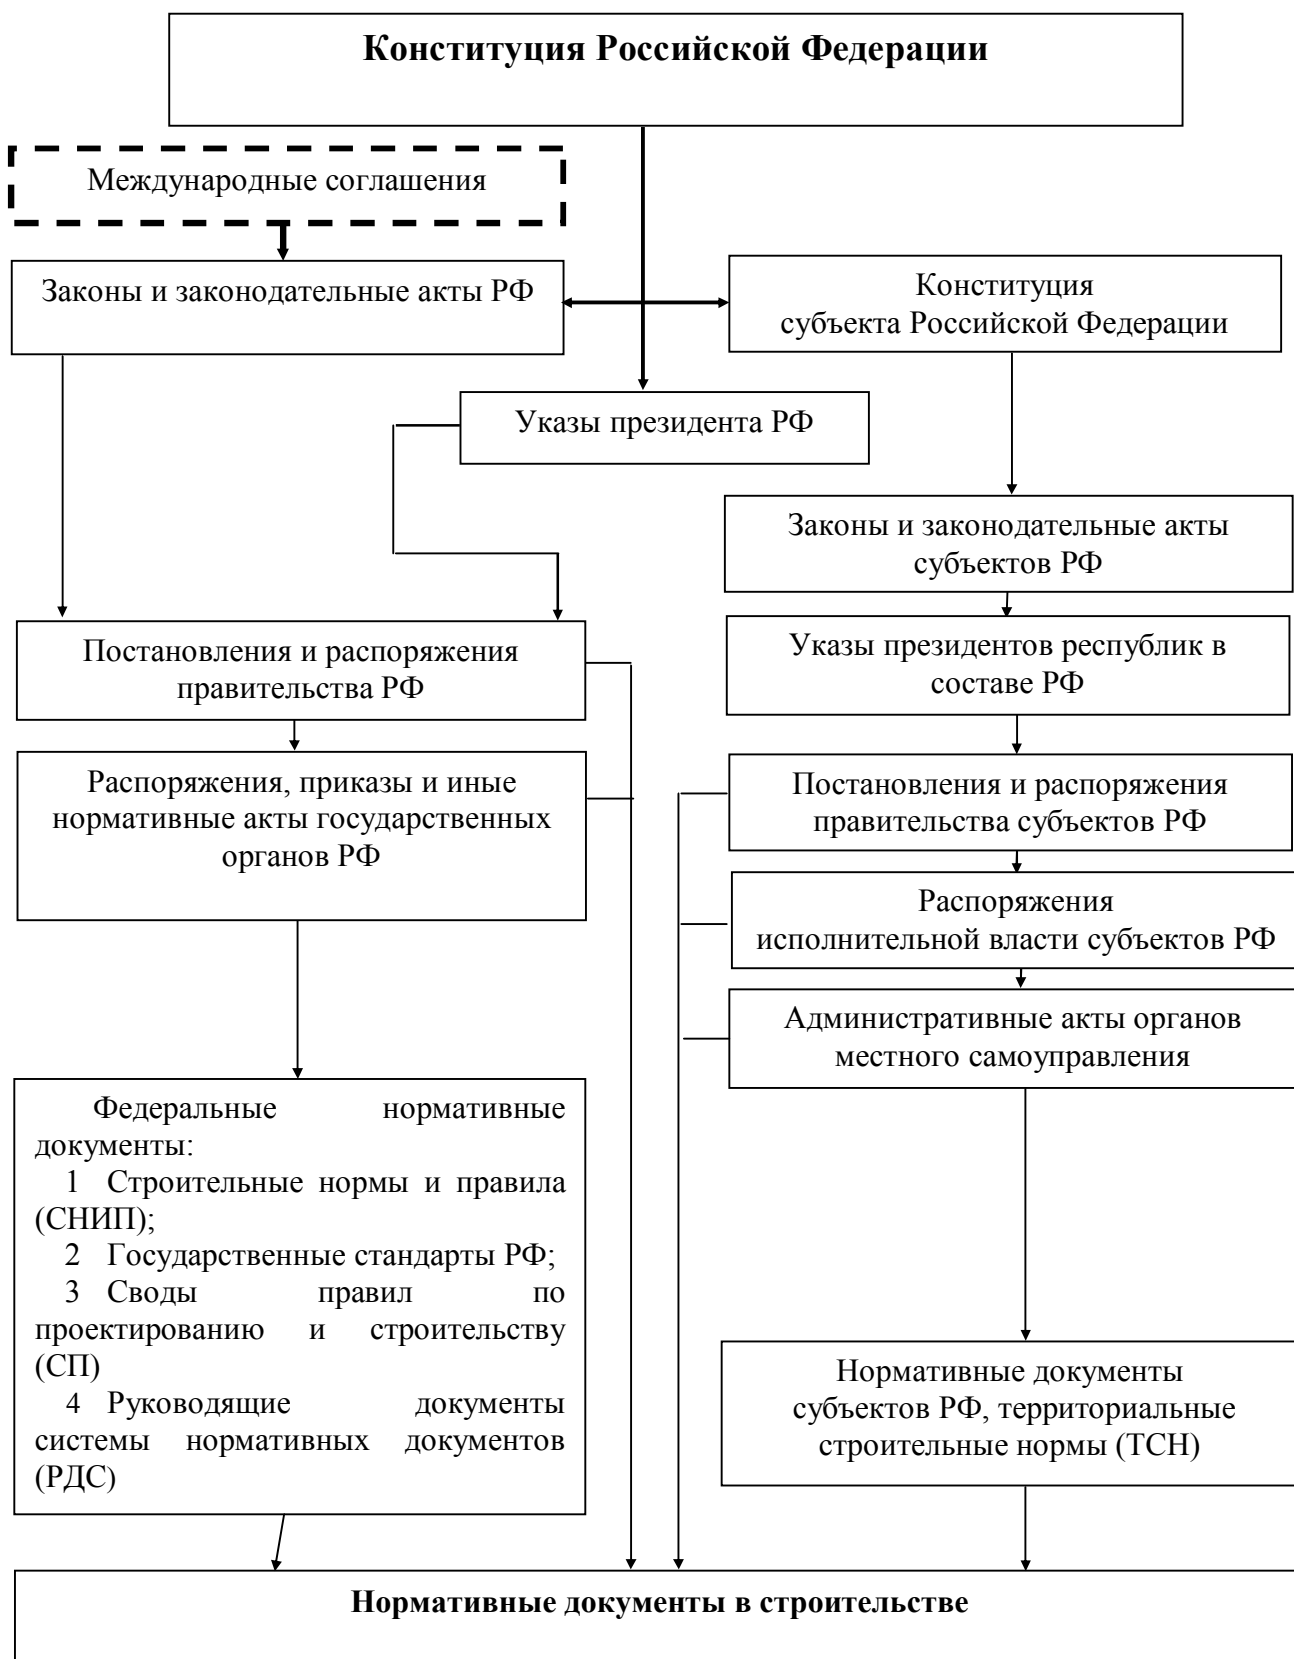 Конституция Российской Федерации
Международные соглашения
Законы и законодательные акты РФ
Конституция
субъекта Российской Федерации
Указы президента РФ
Законы и законодательные акты
субъектов РФ
Постановления и распоряжения
правительства РФ
Указы президентов республик в
составе РФ
Распоряжения, приказы и иные
нормативные акты государственных
органов РФ
Постановления и распоряжения
правительства субъектов РФ
Распоряжения
исполнительной власти субъектов РФ
Административные акты органов
местного самоуправления
Федеральные нормативные
документы:
1 Строительные нормы и правила
(СНИП);
2 Государственные стандарты РФ;
3 Своды правил по
проектированию и строительству
(СП)
4 Руководящие документы
системы нормативных документов
(РДС)
Нормативные документы
субъектов РФ, территориальные
строительные нормы (ТСН)
Нормативные документы в строительстве